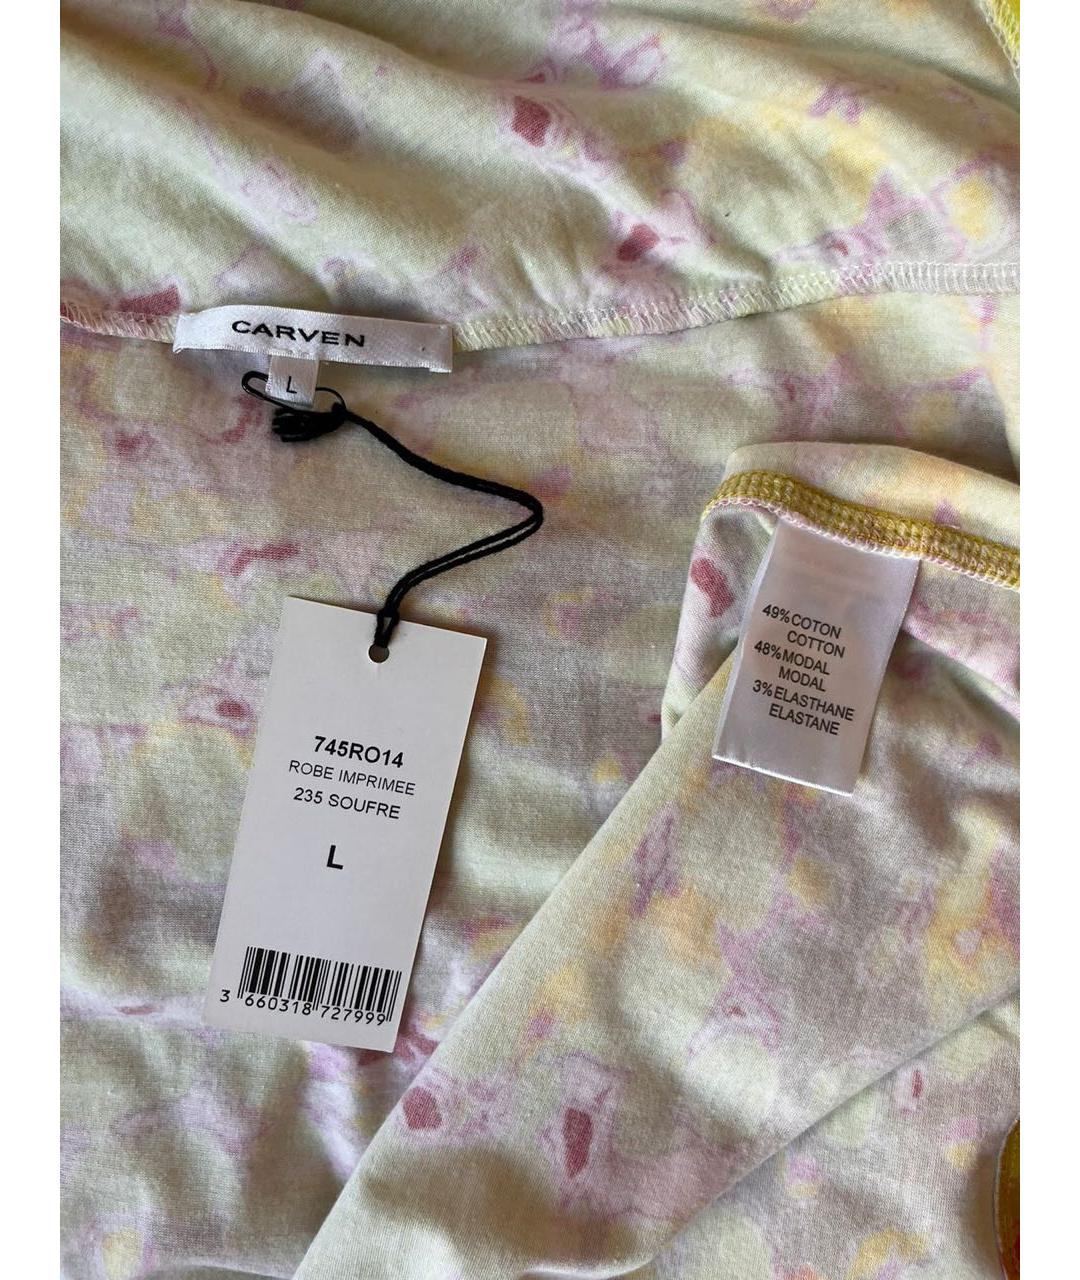 CARVEN
L
49%COTON
COTTON
48%MODAL
MODAL
3%ELASTHANE
ELASTANE
745RO14
ROBE IMPRIMEE
235 SOUFRE
L
3 660318 727999